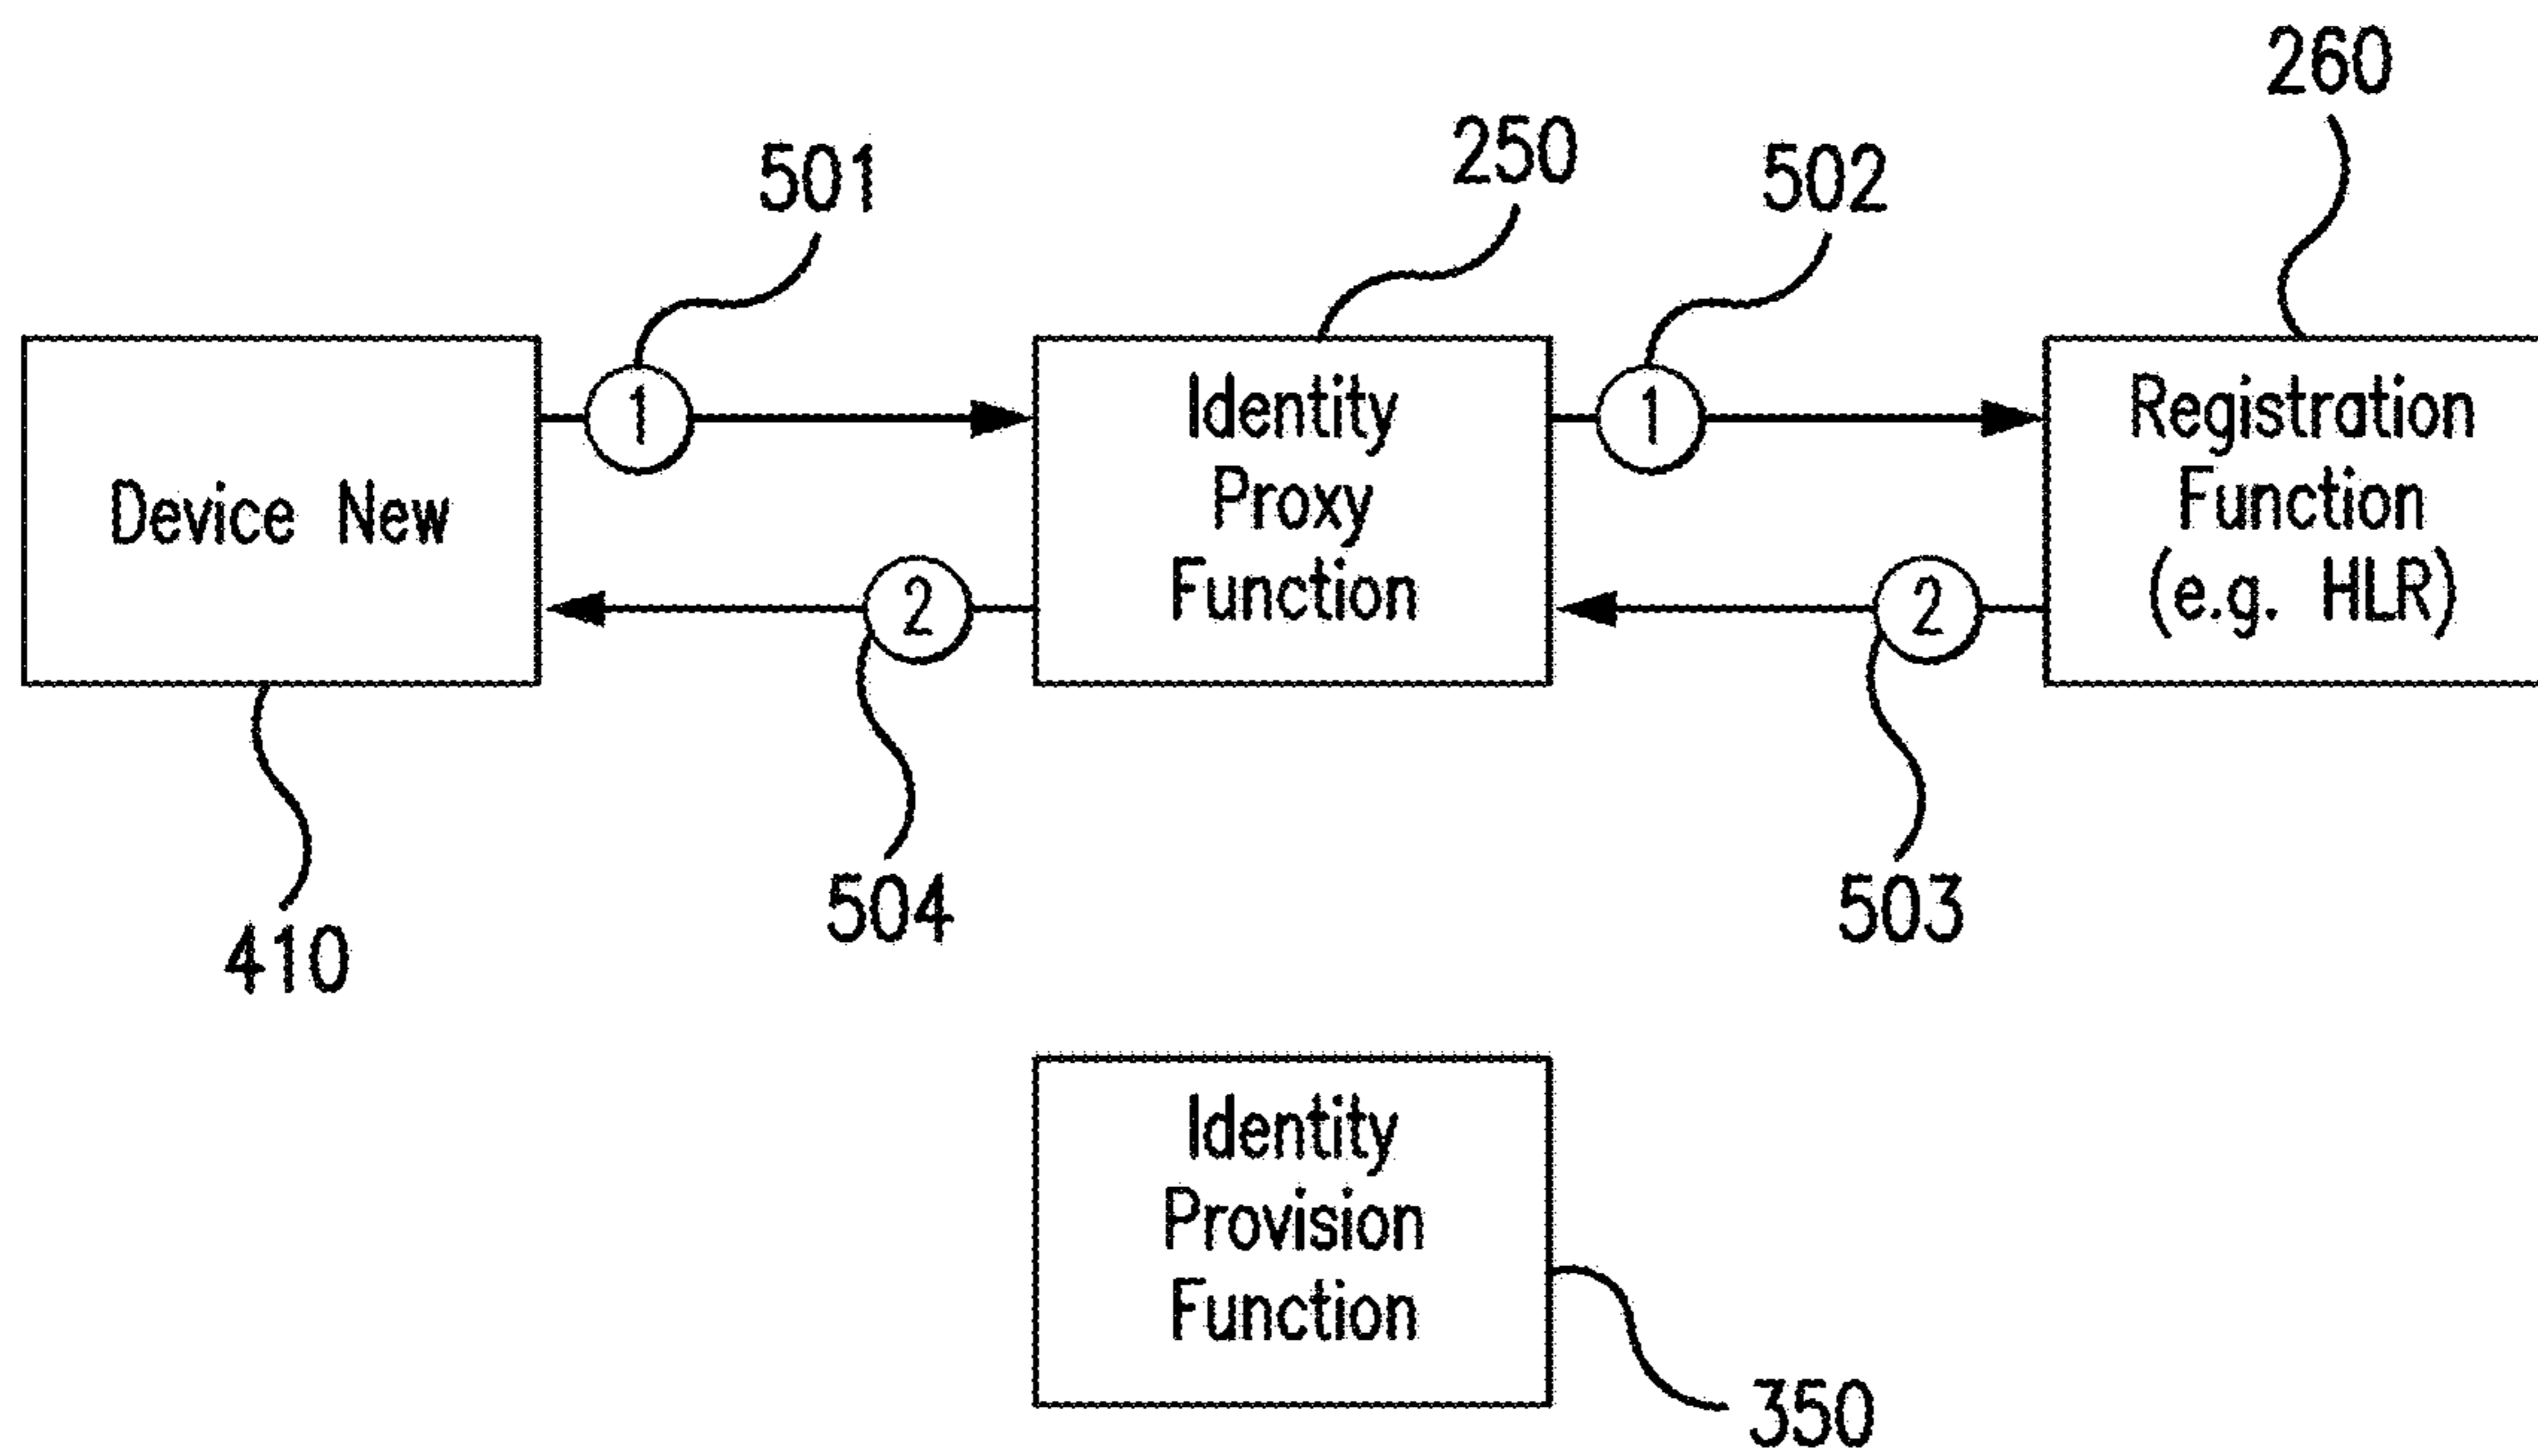 260
250
501
502
Device New
1
Identity
Proxy
Function
1
Registration
Function
(e.g. HLR)
2
2
504
503
410
Identity
Provision
Function
350